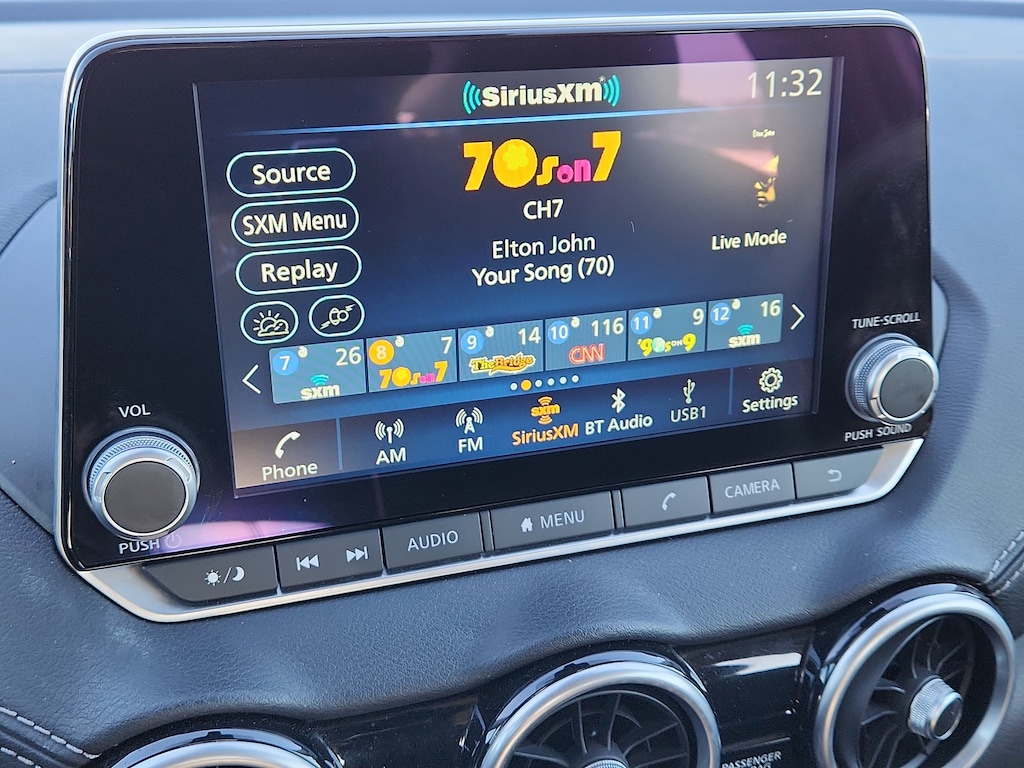 SiriusXM
11:32
70s on 7
Elton John
CH7
Elton John
Your Song (70)
Live Mode
Source
SXM Menu
Replay
7 26 sxm
8 7 70s on 7
9 14 The Bridge
10 116 CNN
11 9 '90s on 9
12 16 sxm
Phone
AM
FM
sxm
SiriusXM
BT Audio
USB1
Settings
VOL
PUSH
TUNE·SCROLL
PUSH SOUND
AUDIO
MENU
CAMERA
PASSENGER